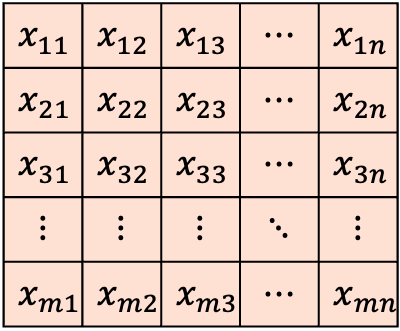 x₁₁ x₁₂ x₁₃ ⋯ x₁ₙ
x₂₁ x₂₂ x₂₃ ⋯ x₂ₙ
x₃₁ x₃₂ x₃₃ ⋯ x₃ₙ
⋮ ⋮ ⋮ ⋱ ⋮
xₘ₁ xₘ₂ xₘ₃ ⋯ xₘₙ